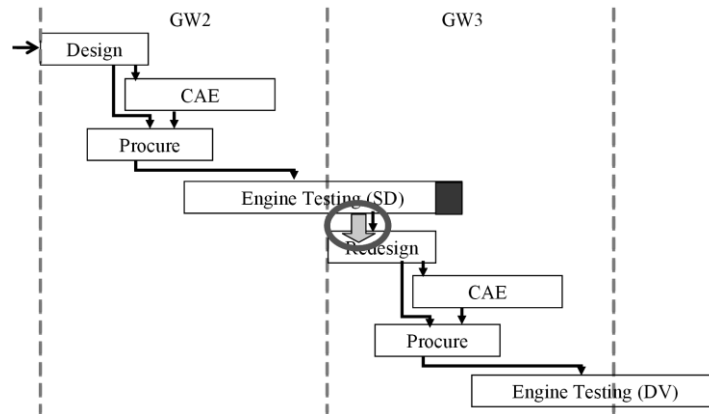 GW2
GW3
Design
CAE
Procure
Engine Testing (SD)
Redesign
CAE
Procure
Engine Testing (DV)